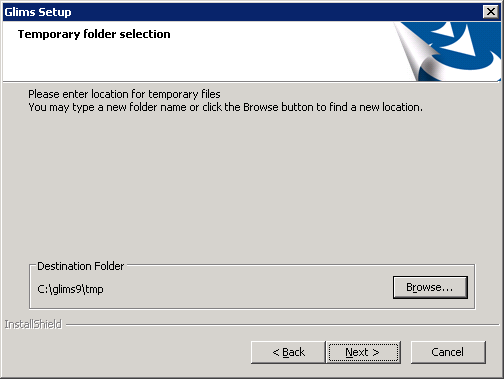 Glims Setup
Temporary folder selection
Please enter location for temporary files
You may type a new folder name or click the Browse button to find a new location.
Destination Folder
C:\glims9\tmp
Browse...
InstallShield
< Back
Next >
Cancel